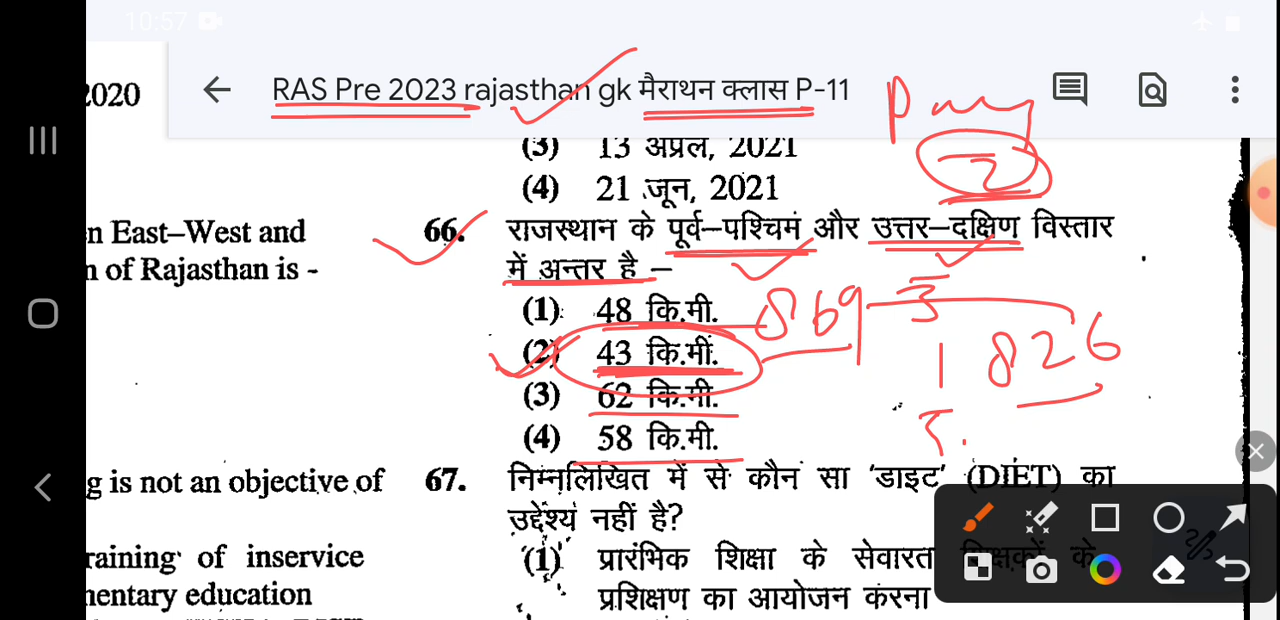 10:57
2020
RAS Pre 2023 rajasthan gk मैराथन क्लास P-11
(3) 13 अप्रैल, 2021
(4) 21 जून, 2021
n East–West and
n of Rajasthan is -
66. राजस्थान के पूर्व–पश्चिम और उत्तर–दक्षिण विस्तार
में अन्तर है –
(1) 48 कि.मी.
(2) 43 कि.मी.
(3) 62 कि.मी.
(4) 58 कि.मी.
869
826
g is not an objective of
67. निम्नलिखित में से कौन सा ‘डाइट’ (DIET) का
उद्देश्य नहीं है?
raining of inservice
mentary education
(1) प्रारंभिक शिक्षा के सेवारत
प्रशिक्षण का आयोजन करना